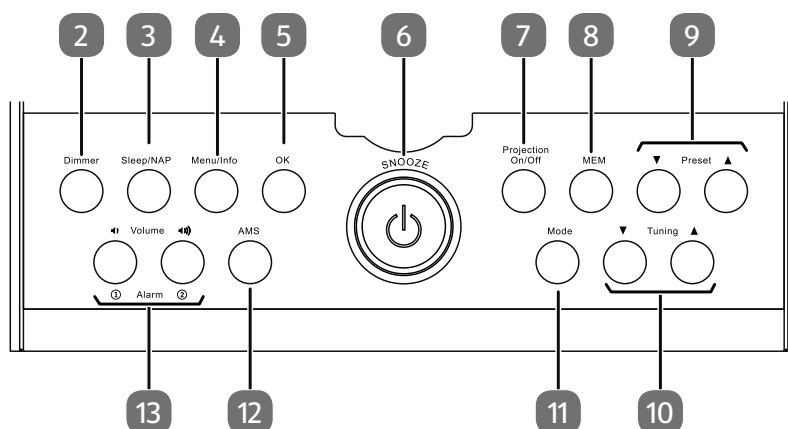 2 3 4 5 6 7 8 9
Dimmer Sleep/NAP Menu/Info OK SNOOZE Projection On/Off MEM ▼ Preset ▲
Volume AMS Mode ▼ Tuning ▲
① Alarm ②
13 12 11 10